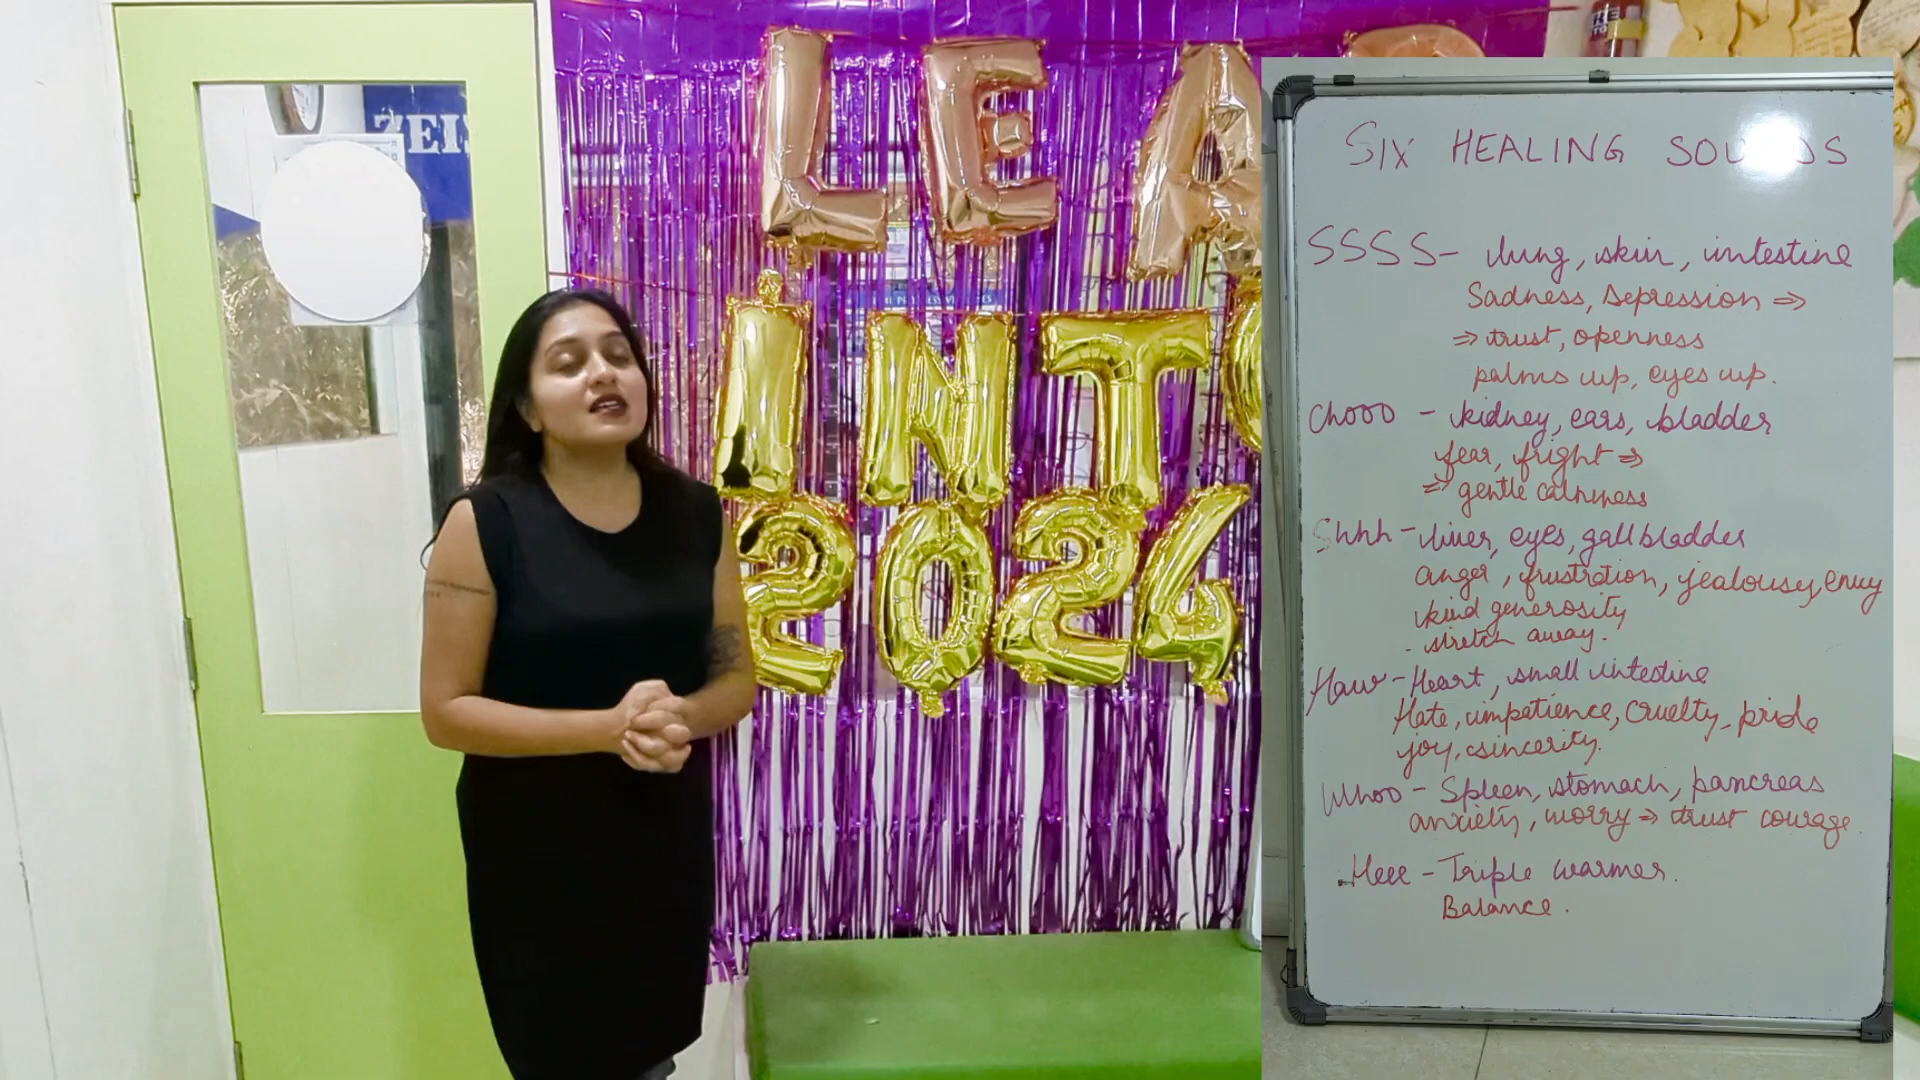 ZEI
LEA
INTO
2024
SIX HEALING SOUNDS
SSSS- lung, skin, intestine
Sadness, Depression ⇒
⇒ trust, openness
palms up, eyes up.
Chooo - kidney, ears, bladder
fear, fright ⇒
⇒ gentle calmness
Shhh - liver, eyes, gallbladder
anger, frustration, jealousy, envy
kind generosity
. stretch away.
Haw - Heart, small intestine
Hate, impatience, cruelty, pride
joy, sincerity.
Whoo - Spleen, stomach, pancreas
anxiety, worry ⇒ trust courage.
Heee - Triple warmer.
Balance.